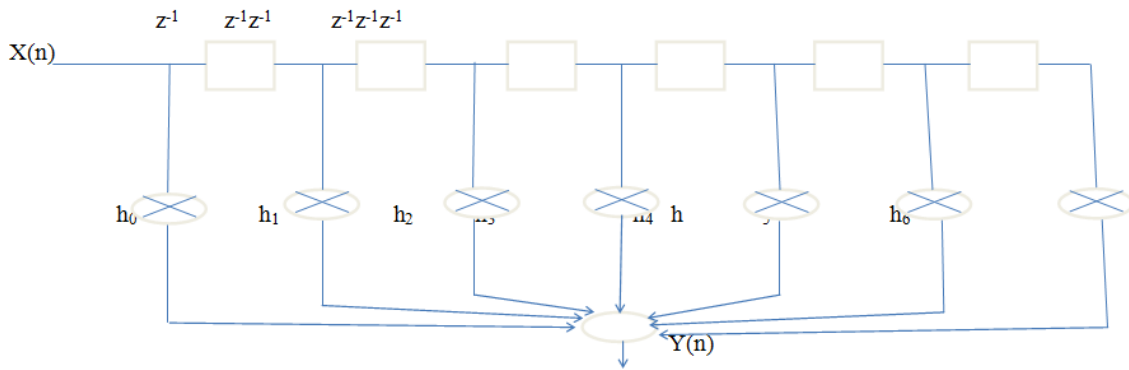 z⁻¹ z⁻¹z⁻¹ z⁻¹z⁻¹z⁻¹
X(n)
h₀ h₁ h₂ h₄ h h₆
Y(n)